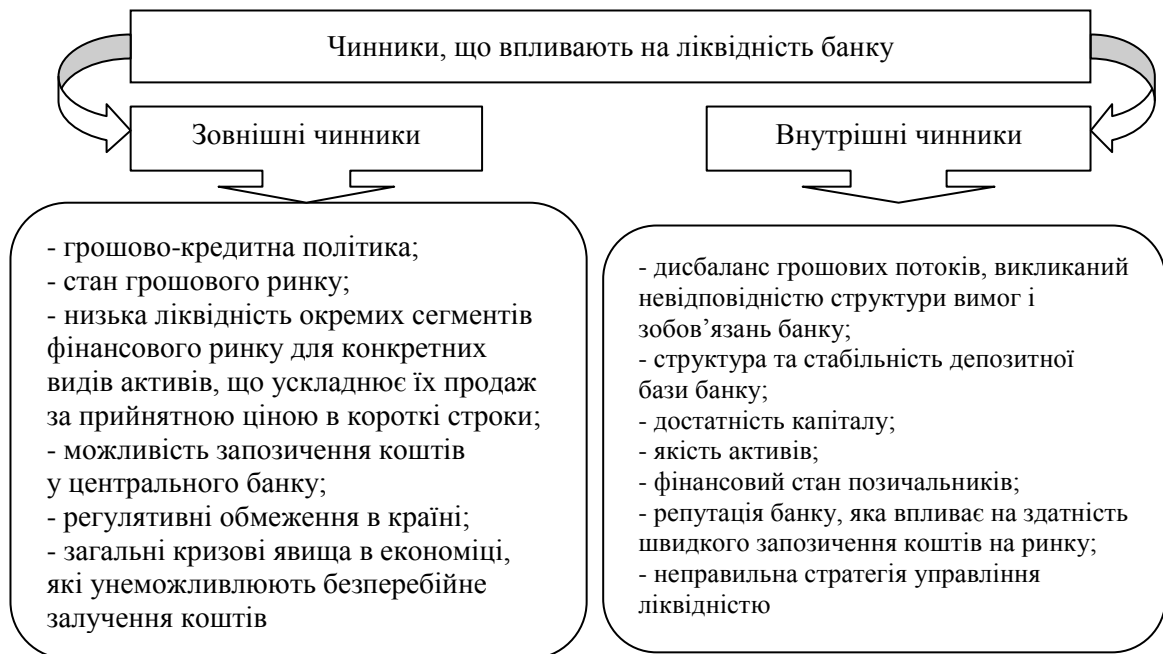 Чинники, що впливають на ліквідність банку
Зовнішні чинники
Внутрішні чинники
- грошово-кредитна політика;
- стан грошового ринку;
- низька ліквідність окремих сегментів
фінансового ринку для конкретних
видів активів, що ускладнює їх продаж
за прийнятною ціною в короткі строки;
- можливість запозичення коштів
у центрального банку;
- регулятивні обмеження в країні;
- загальні кризові явища в економіці,
які унеможливлюють безперебійне
залучення коштів
- дисбаланс грошових потоків, викликаний
невідповідністю структури вимог і
зобов’язань банку;
- структура та стабільність депозитної
бази банку;
- достатність капіталу;
- якість активів;
- фінансовий стан позичальників;
- репутація банку, яка впливає на здатність
швидкого запозичення коштів на ринку;
- неправильна стратегія управління
ліквідністю